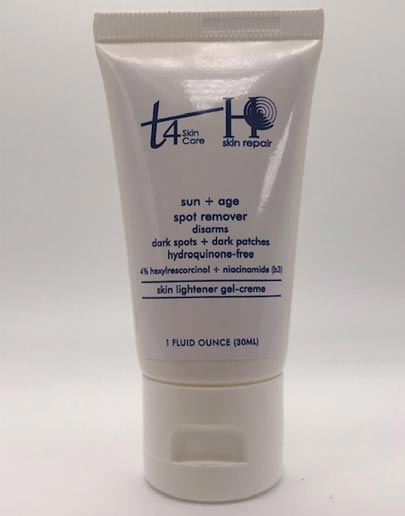 t4 Skin Care
H
skin repair
sun + age
spot remover
disarms
dark spots + dark patches
hydroquinone-free
4% hexylrescorcinol + niacinamide (b3)
skin lightener gel-creme
1 FLUID OUNCE (30ML)